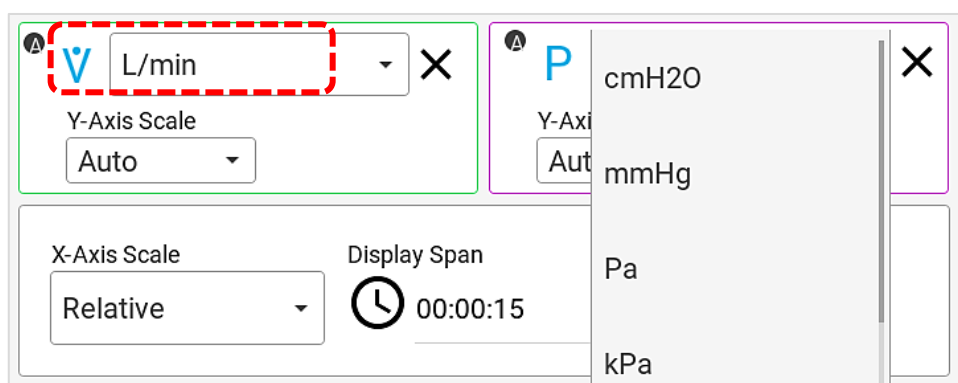 A V̇ L/min
Y-Axis Scale
Auto
A P
Y-Axi
Aut
cmH2O
mmHg
Pa
kPa
X-Axis Scale
Relative
Display Span
00:00:15